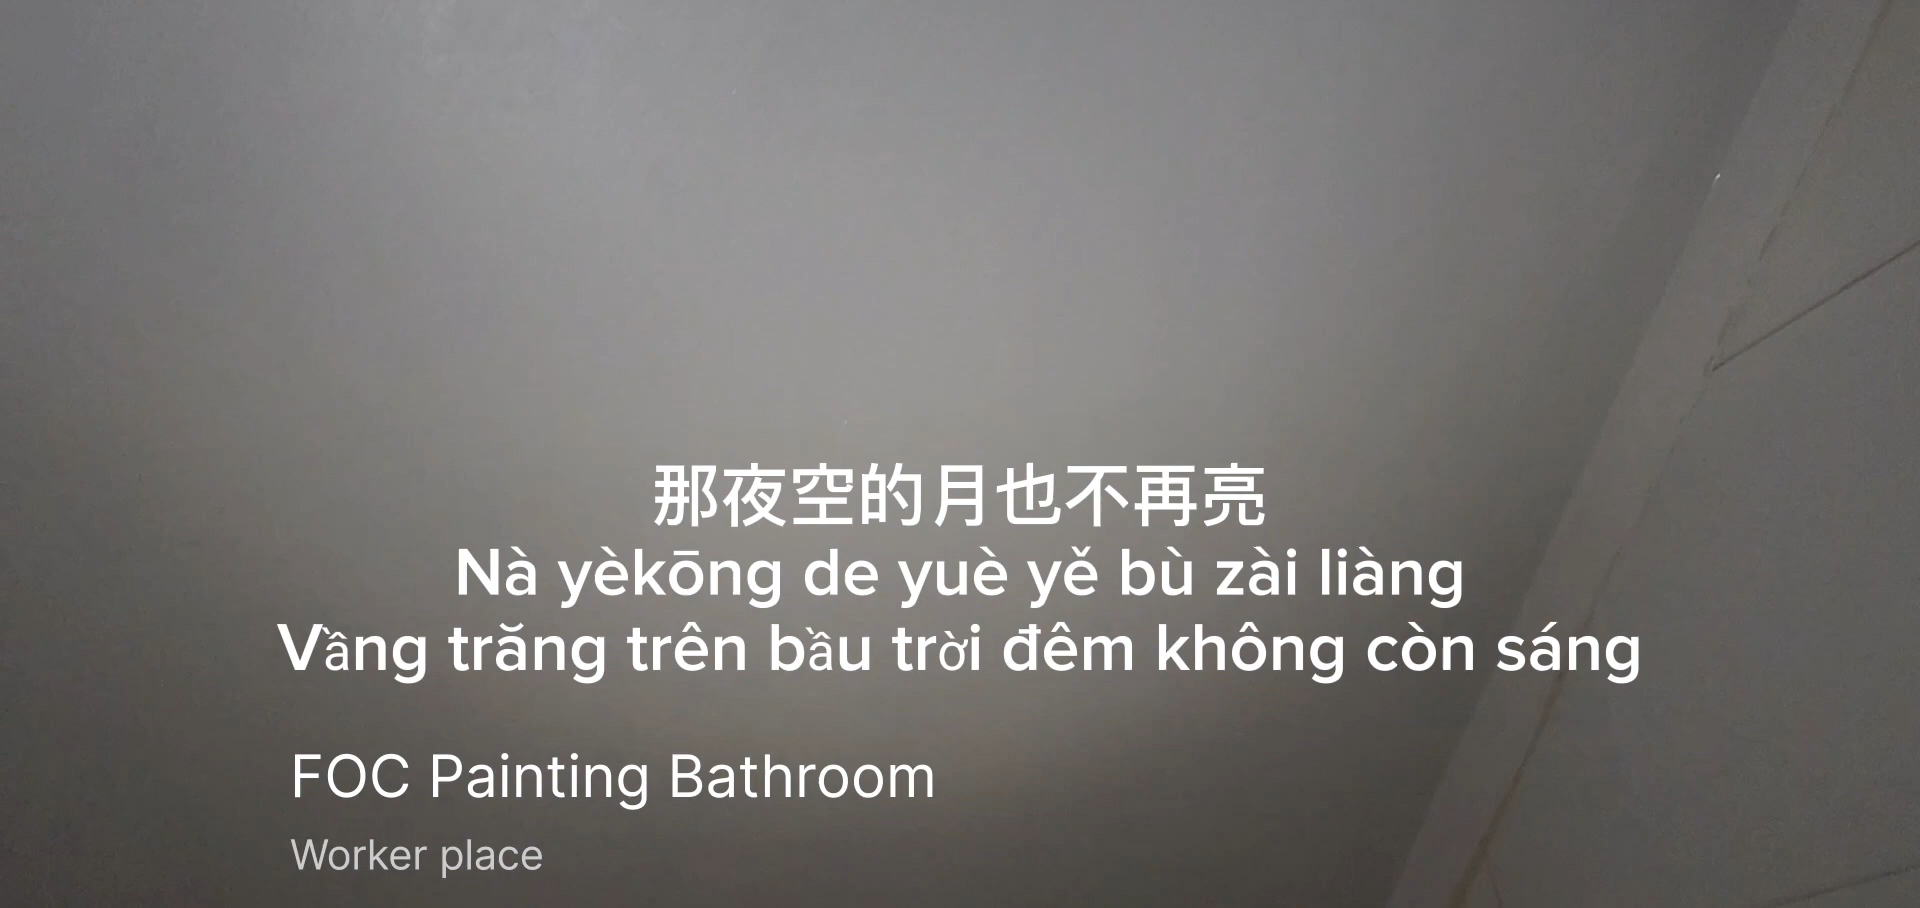 那夜空的月也不再亮
Nà yèkōng de yuè yě bù zài liàng
Vầng trăng trên bầu trời đêm không còn sáng
FOC Painting Bathroom
Worker place